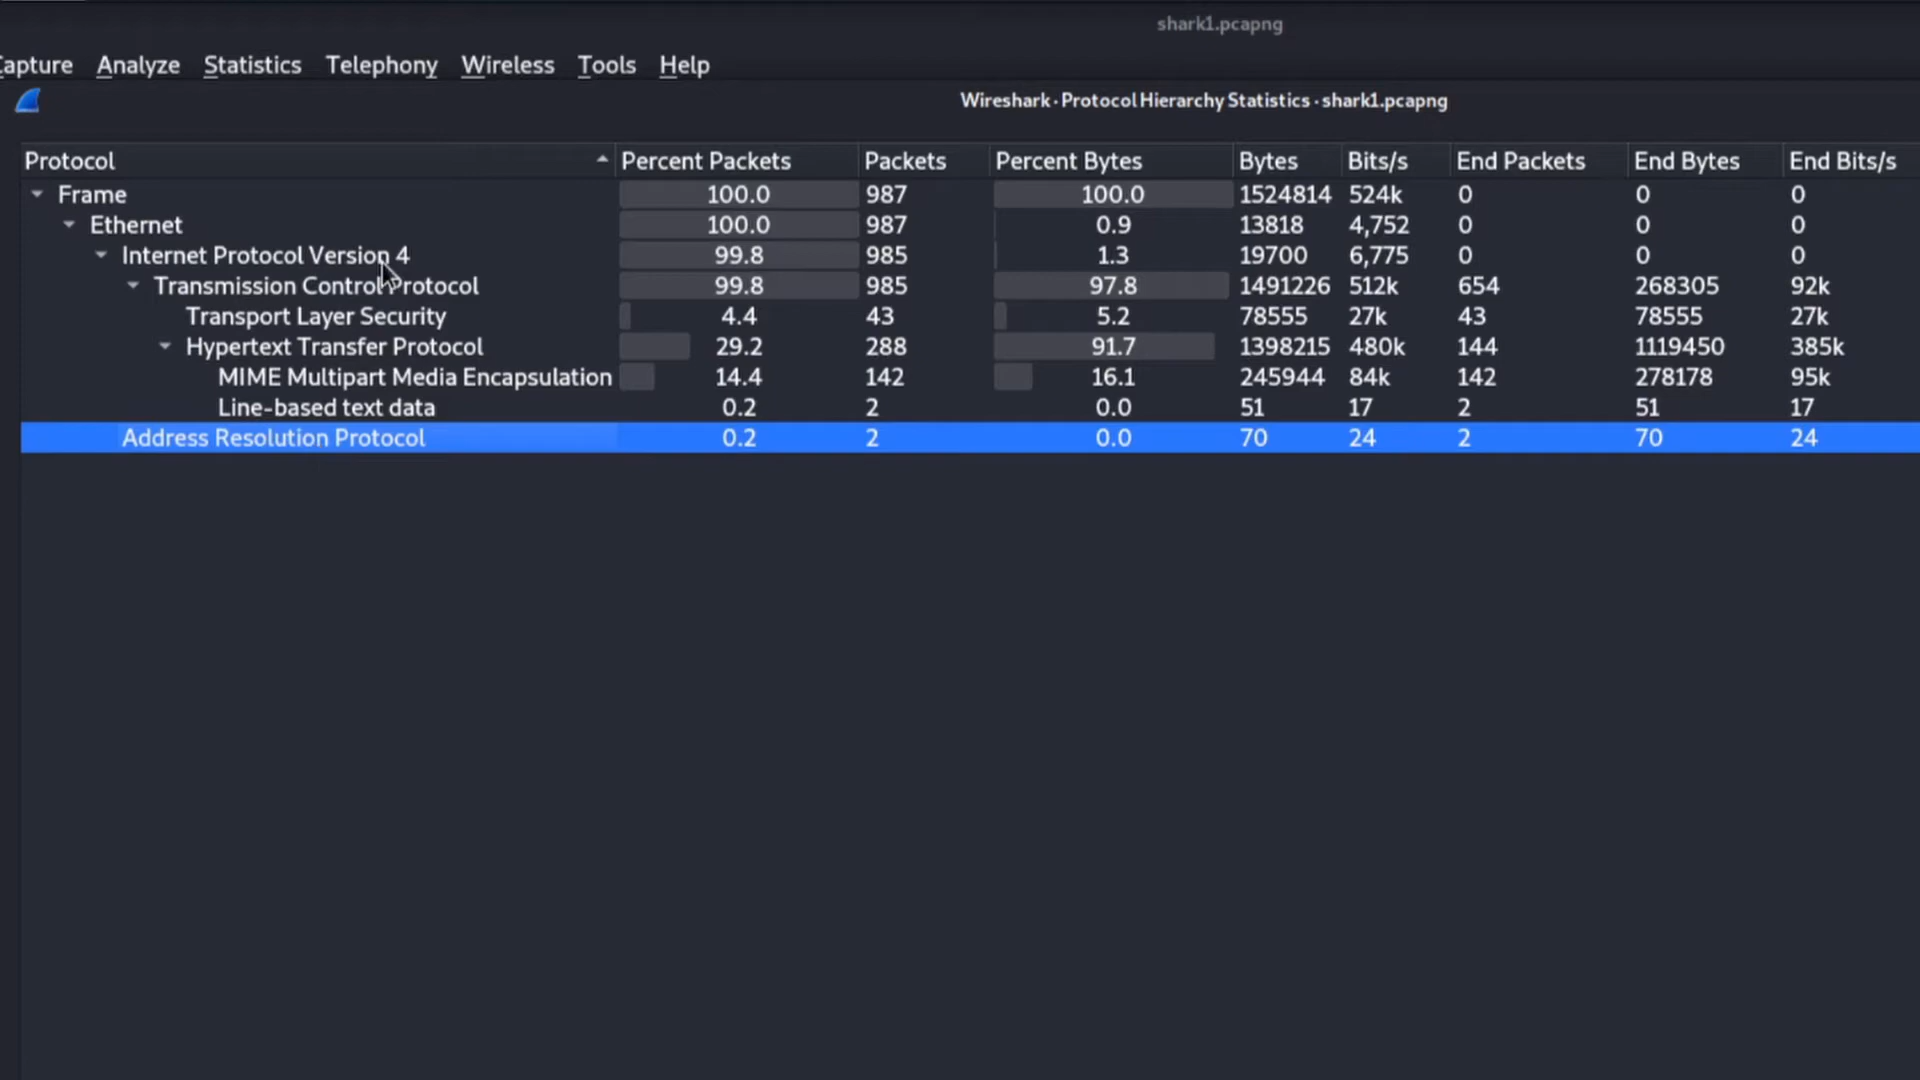 shark1.pcapng
Capture Analyze Statistics Telephony Wireless Tools Help
Wireshark · Protocol Hierarchy Statistics · shark1.pcapng
Protocol Percent Packets Packets Percent Bytes Bytes Bits/s End Packets End Bytes End Bits/s
Frame 100.0 987 100.0 1524814 524k 0 0 0
Ethernet 100.0 987 0.9 13818 4,752 0 0 0
Internet Protocol Version 4 99.8 985 1.3 19700 6,775 0 0 0
Transmission Control Protocol 99.8 985 97.8 1491226 512k 654 268305 92k
Transport Layer Security 4.4 43 5.2 78555 27k 43 78555 27k
Hypertext Transfer Protocol 29.2 288 91.7 1398215 480k 144 1119450 385k
MIME Multipart Media Encapsulation 14.4 142 16.1 245944 84k 142 278178 95k
Line-based text data 0.2 2 0.0 51 17 2 51 17
Address Resolution Protocol 0.2 2 0.0 70 24 2 70 24